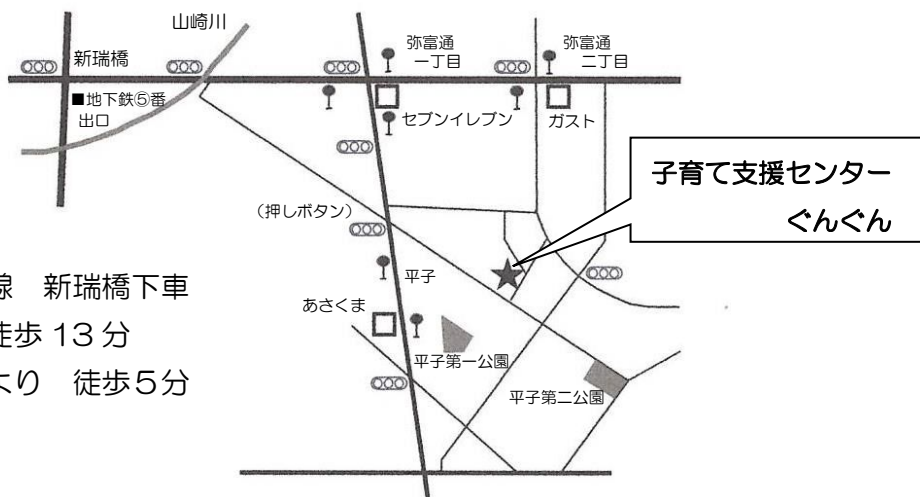 山崎川
新瑞橋
弥富通
一丁目
弥富通
二丁目
■地下鉄⑤番
出口
セブンイレブン
ガスト
子育て支援センター
ぐんぐん
(押しボタン)
平子
線 新瑞橋下車
あさくま
徒歩 13 分
平子第一公園
より 徒歩5分
平子第二公園